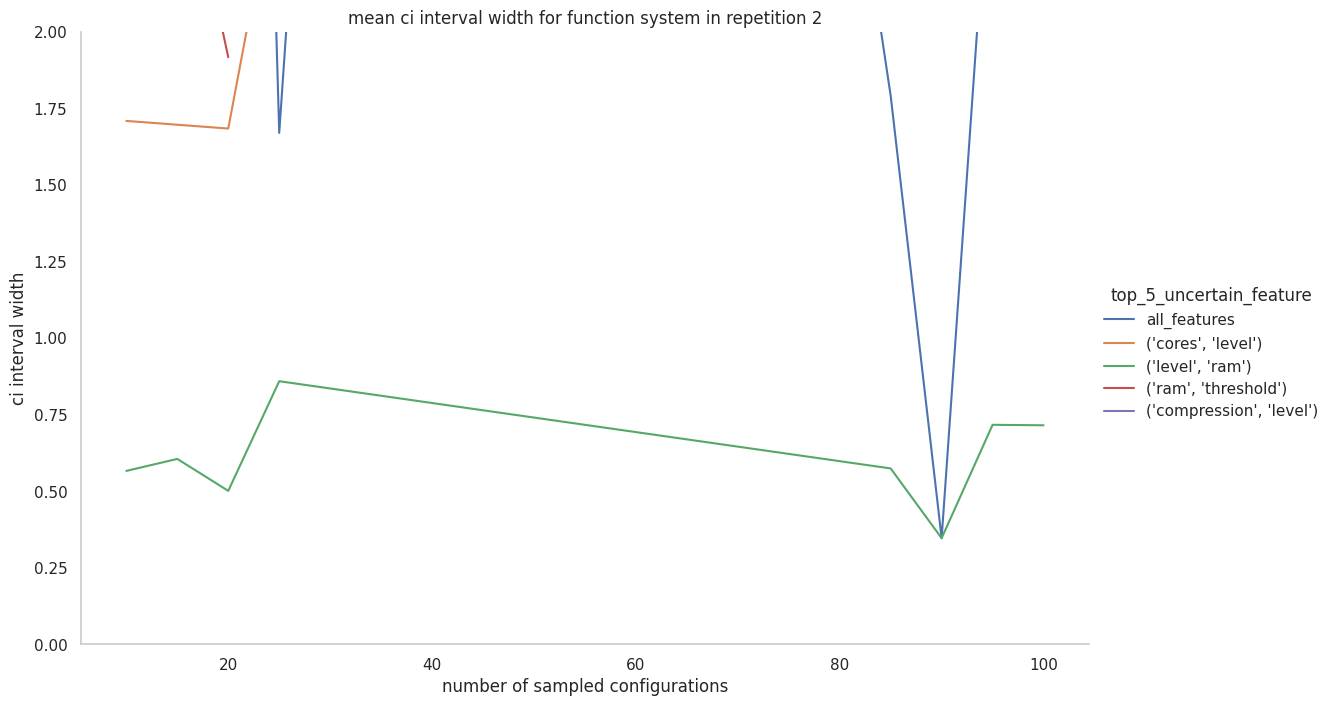 mean ci interval width for function system in repetition 2
2.00
1.75
1.50
1.25
1.00
0.75
0.50
0.25
0.00
ci interval width
20
40
60
80
100
number of sampled configurations
top_5_uncertain_feature
all_features
('cores', 'level')
('level', 'ram')
('ram', 'threshold')
('compression', 'level')